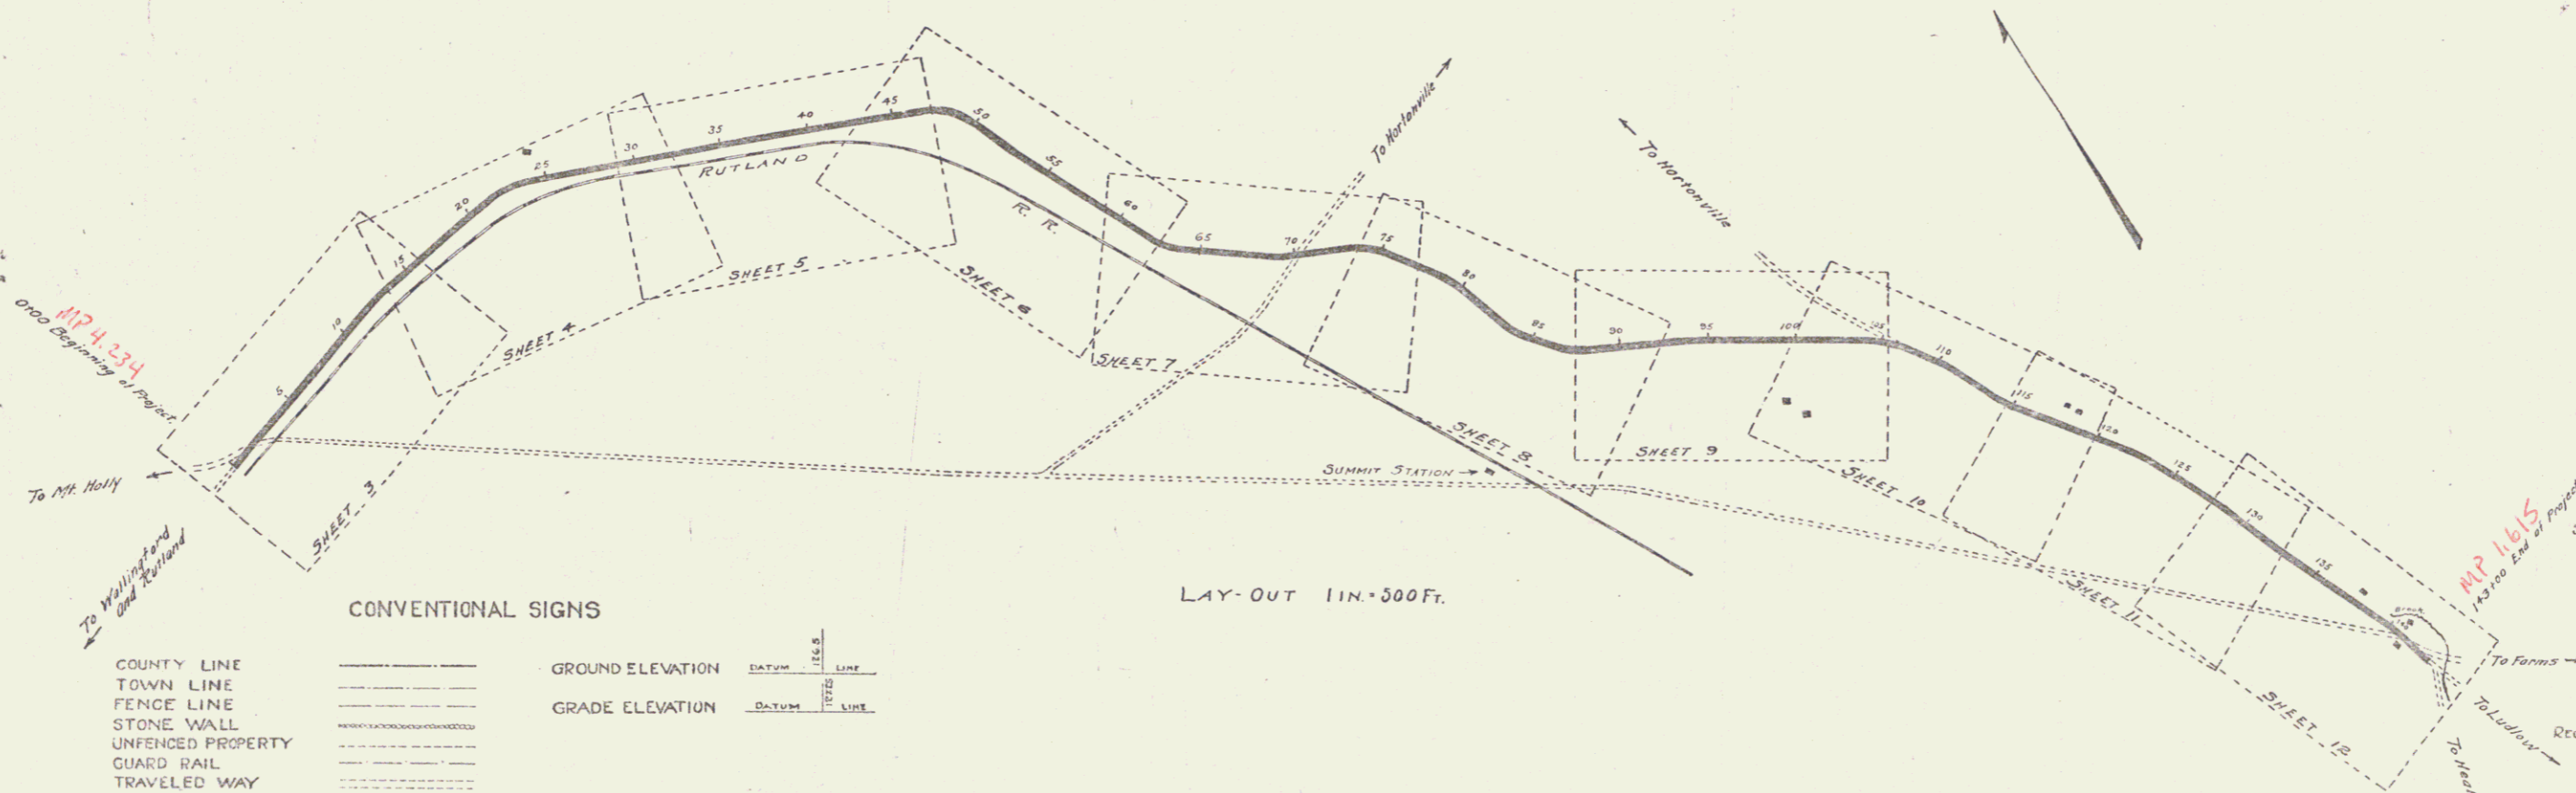 MP 4.234
0+00 Beginning of Project.
To Mt. Holly
To Wallingford
and Rutland
5
10
15
20
25
30
35
40
45
50
55
60
65
70
75
80
85
90
95
100
105
110
115
120
125
130
135
140
RUTLAND
R. R.
SHEET 3
SHEET 4
SHEET 5
SHEET 6
SHEET 7
SHEET 8
SHEET 9
SHEET 10
SHEET 11
SHEET 12
To Hortonville
To Hortonville
SUMMIT STATION
LAY-OUT 1 IN. = 500 FT.
MP 1.615
143+00 End of Project
Brook
To Farms
To Ludlow
CONVENTIONAL SIGNS
COUNTY LINE
TOWN LINE
FENCE LINE
STONE WALL
UNFENCED PROPERTY
GUARD RAIL
TRAVELED WAY
GROUND ELEVATION DATUM 126.5 LINE
GRADE ELEVATION DATUM LINE